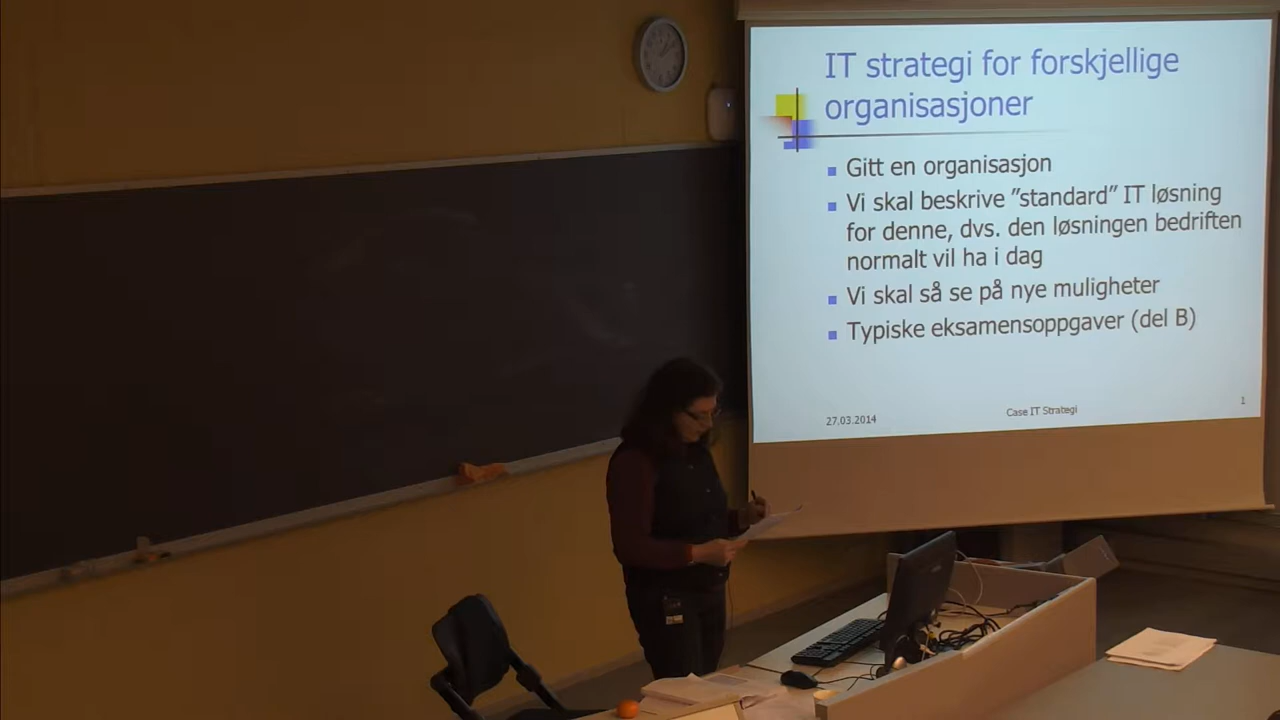 IT strategi for forskjellige
organisasjoner
Gitt en organisasjon
Vi skal beskrive ”standard” IT løsning
for denne, dvs. den løsningen bedriften
normalt vil ha i dag
Vi skal så se på nye muligheter
Typiske eksamensoppgaver (del B)
27.03.2014
Case IT Strategi
1